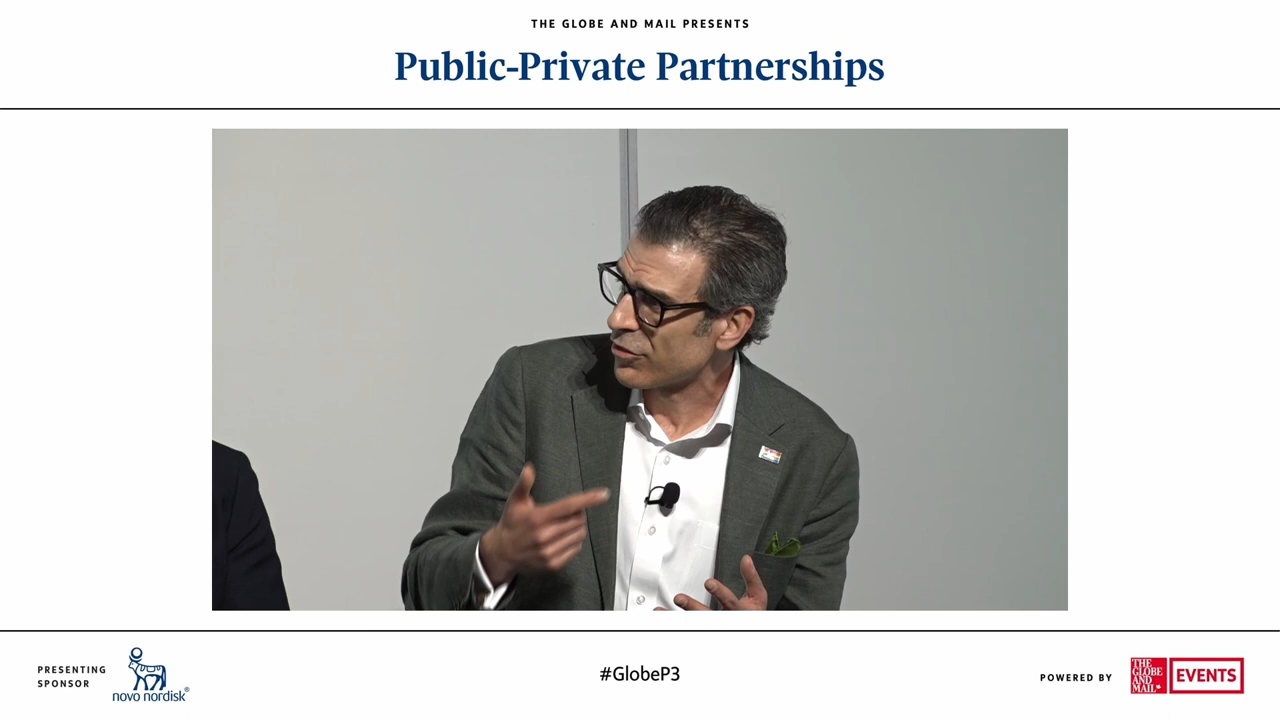 THE GLOBE AND MAIL PRESENTS
Public-Private Partnerships
PRESENTING
SPONSOR
novo nordisk®
#GlobeP3
POWERED BY
THE
GLOBE
AND
MAIL
EVENTS